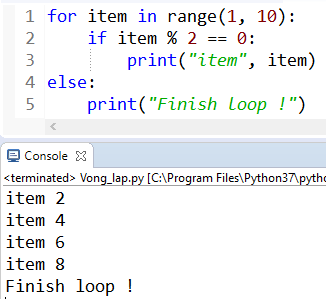 1 for item in range(1, 10):
2     if item % 2 == 0:
3         print("item", item)
4 else:
5     print("Finish loop !")
Console
<terminated> Vong_lap.py [C:\Program Files\Python37\pytho
item 2
item 4
item 6
item 8
Finish loop !